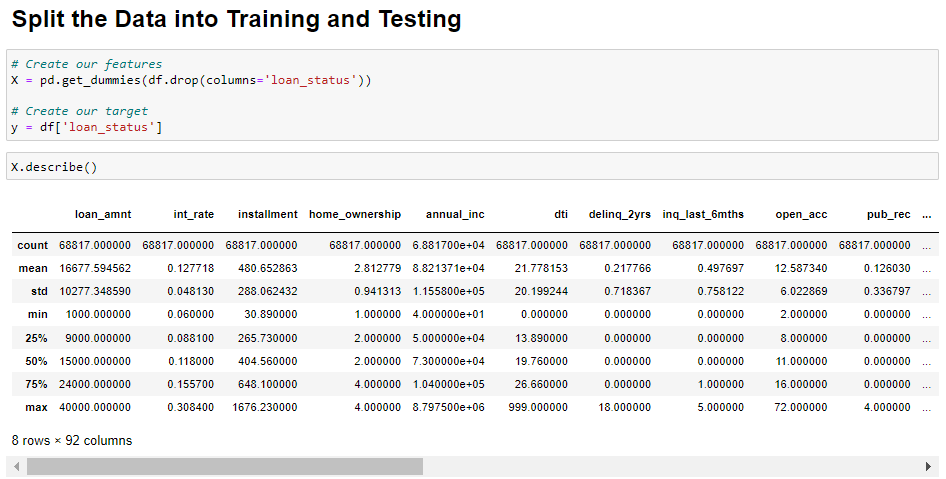 Split the Data into Training and Testing
# Create our features
X = pd.get_dummies(df.drop(columns='loan_status'))
# Create our target
y = df['loan_status']
X.describe()
loan_amnt int_rate installment home_ownership annual_inc dti delinq_2yrs inq_last_6mths open_acc pub_rec ...
count 68817.000000 68817.000000 68817.000000 68817.000000 6.881700e+04 68817.000000 68817.000000 68817.000000 68817.000000 68817.000000 ...
mean 16677.594562 0.127718 480.652863 2.812779 8.821371e+04 21.778153 0.217766 0.497697 12.587340 0.126030 ...
std 10277.348590 0.048130 288.062432 0.941313 1.155800e+05 20.199244 0.718367 0.758122 6.022869 0.336797 ...
min 1000.000000 0.060000 30.890000 1.000000 4.000000e+01 0.000000 0.000000 0.000000 2.000000 0.000000 ...
25% 9000.000000 0.088100 265.730000 2.000000 5.000000e+04 13.890000 0.000000 0.000000 8.000000 0.000000 ...
50% 15000.000000 0.118000 404.560000 2.000000 7.300000e+04 19.760000 0.000000 0.000000 11.000000 0.000000 ...
75% 24000.000000 0.155700 648.100000 4.000000 1.040000e+05 26.660000 0.000000 1.000000 16.000000 0.000000 ...
max 40000.000000 0.308400 1676.230000 4.000000 8.797500e+06 999.000000 18.000000 5.000000 72.000000 4.000000 ...
8 rows × 92 columns